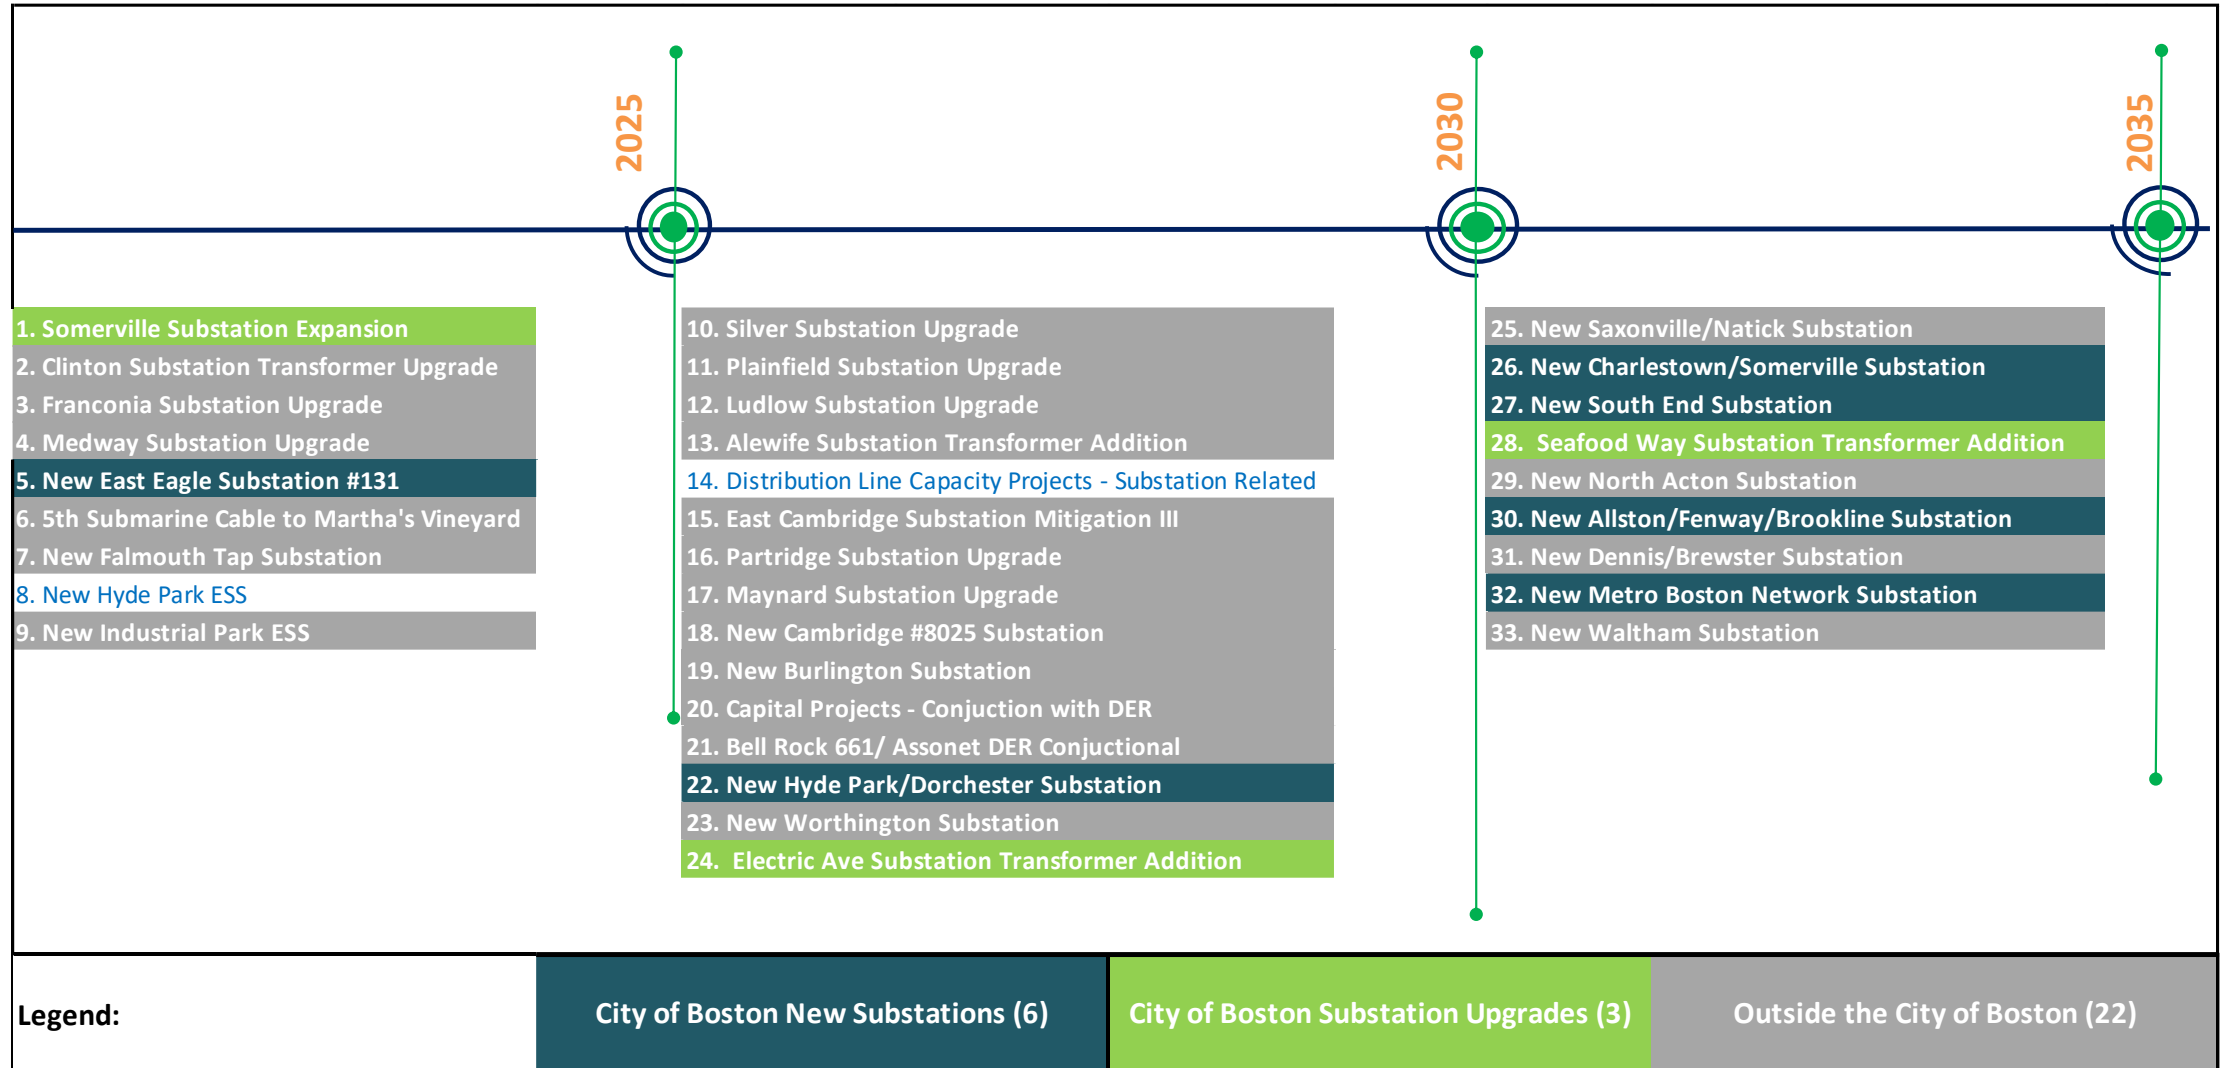 2025
2030
2035
1. Somerville Substation Expansion
2. Clinton Substation Transformer Upgrade
3. Franconia Substation Upgrade
4. Medway Substation Upgrade
5. New East Eagle Substation #131
6. 5th Submarine Cable to Martha's Vineyard
7. New Falmouth Tap Substation
8. New Hyde Park ESS
9. New Industrial Park ESS
10. Silver Substation Upgrade
11. Plainfield Substation Upgrade
12. Ludlow Substation Upgrade
13. Alewife Substation Transformer Addition
14. Distribution Line Capacity Projects - Substation Related
15. East Cambridge Substation Mitigation III
16. Partridge Substation Upgrade
17. Maynard Substation Upgrade
18. New Cambridge #8025 Substation
19. New Burlington Substation
20. Capital Projects - Conjuction with DER
21. Bell Rock 661/ Assonet DER Conjuctional
22. New Hyde Park/Dorchester Substation
23. New Worthington Substation
24. Electric Ave Substation Transformer Addition
25. New Saxonville/Natick Substation
26. New Charlestown/Somerville Substation
27. New South End Substation
28. Seafood Way Substation Transformer Addition
29. New North Acton Substation
30. New Allston/Fenway/Brookline Substation
31. New Dennis/Brewster Substation
32. New Metro Boston Network Substation
33. New Waltham Substation
Legend:
City of Boston New Substations (6)
City of Boston Substation Upgrades (3)
Outside the City of Boston (22)